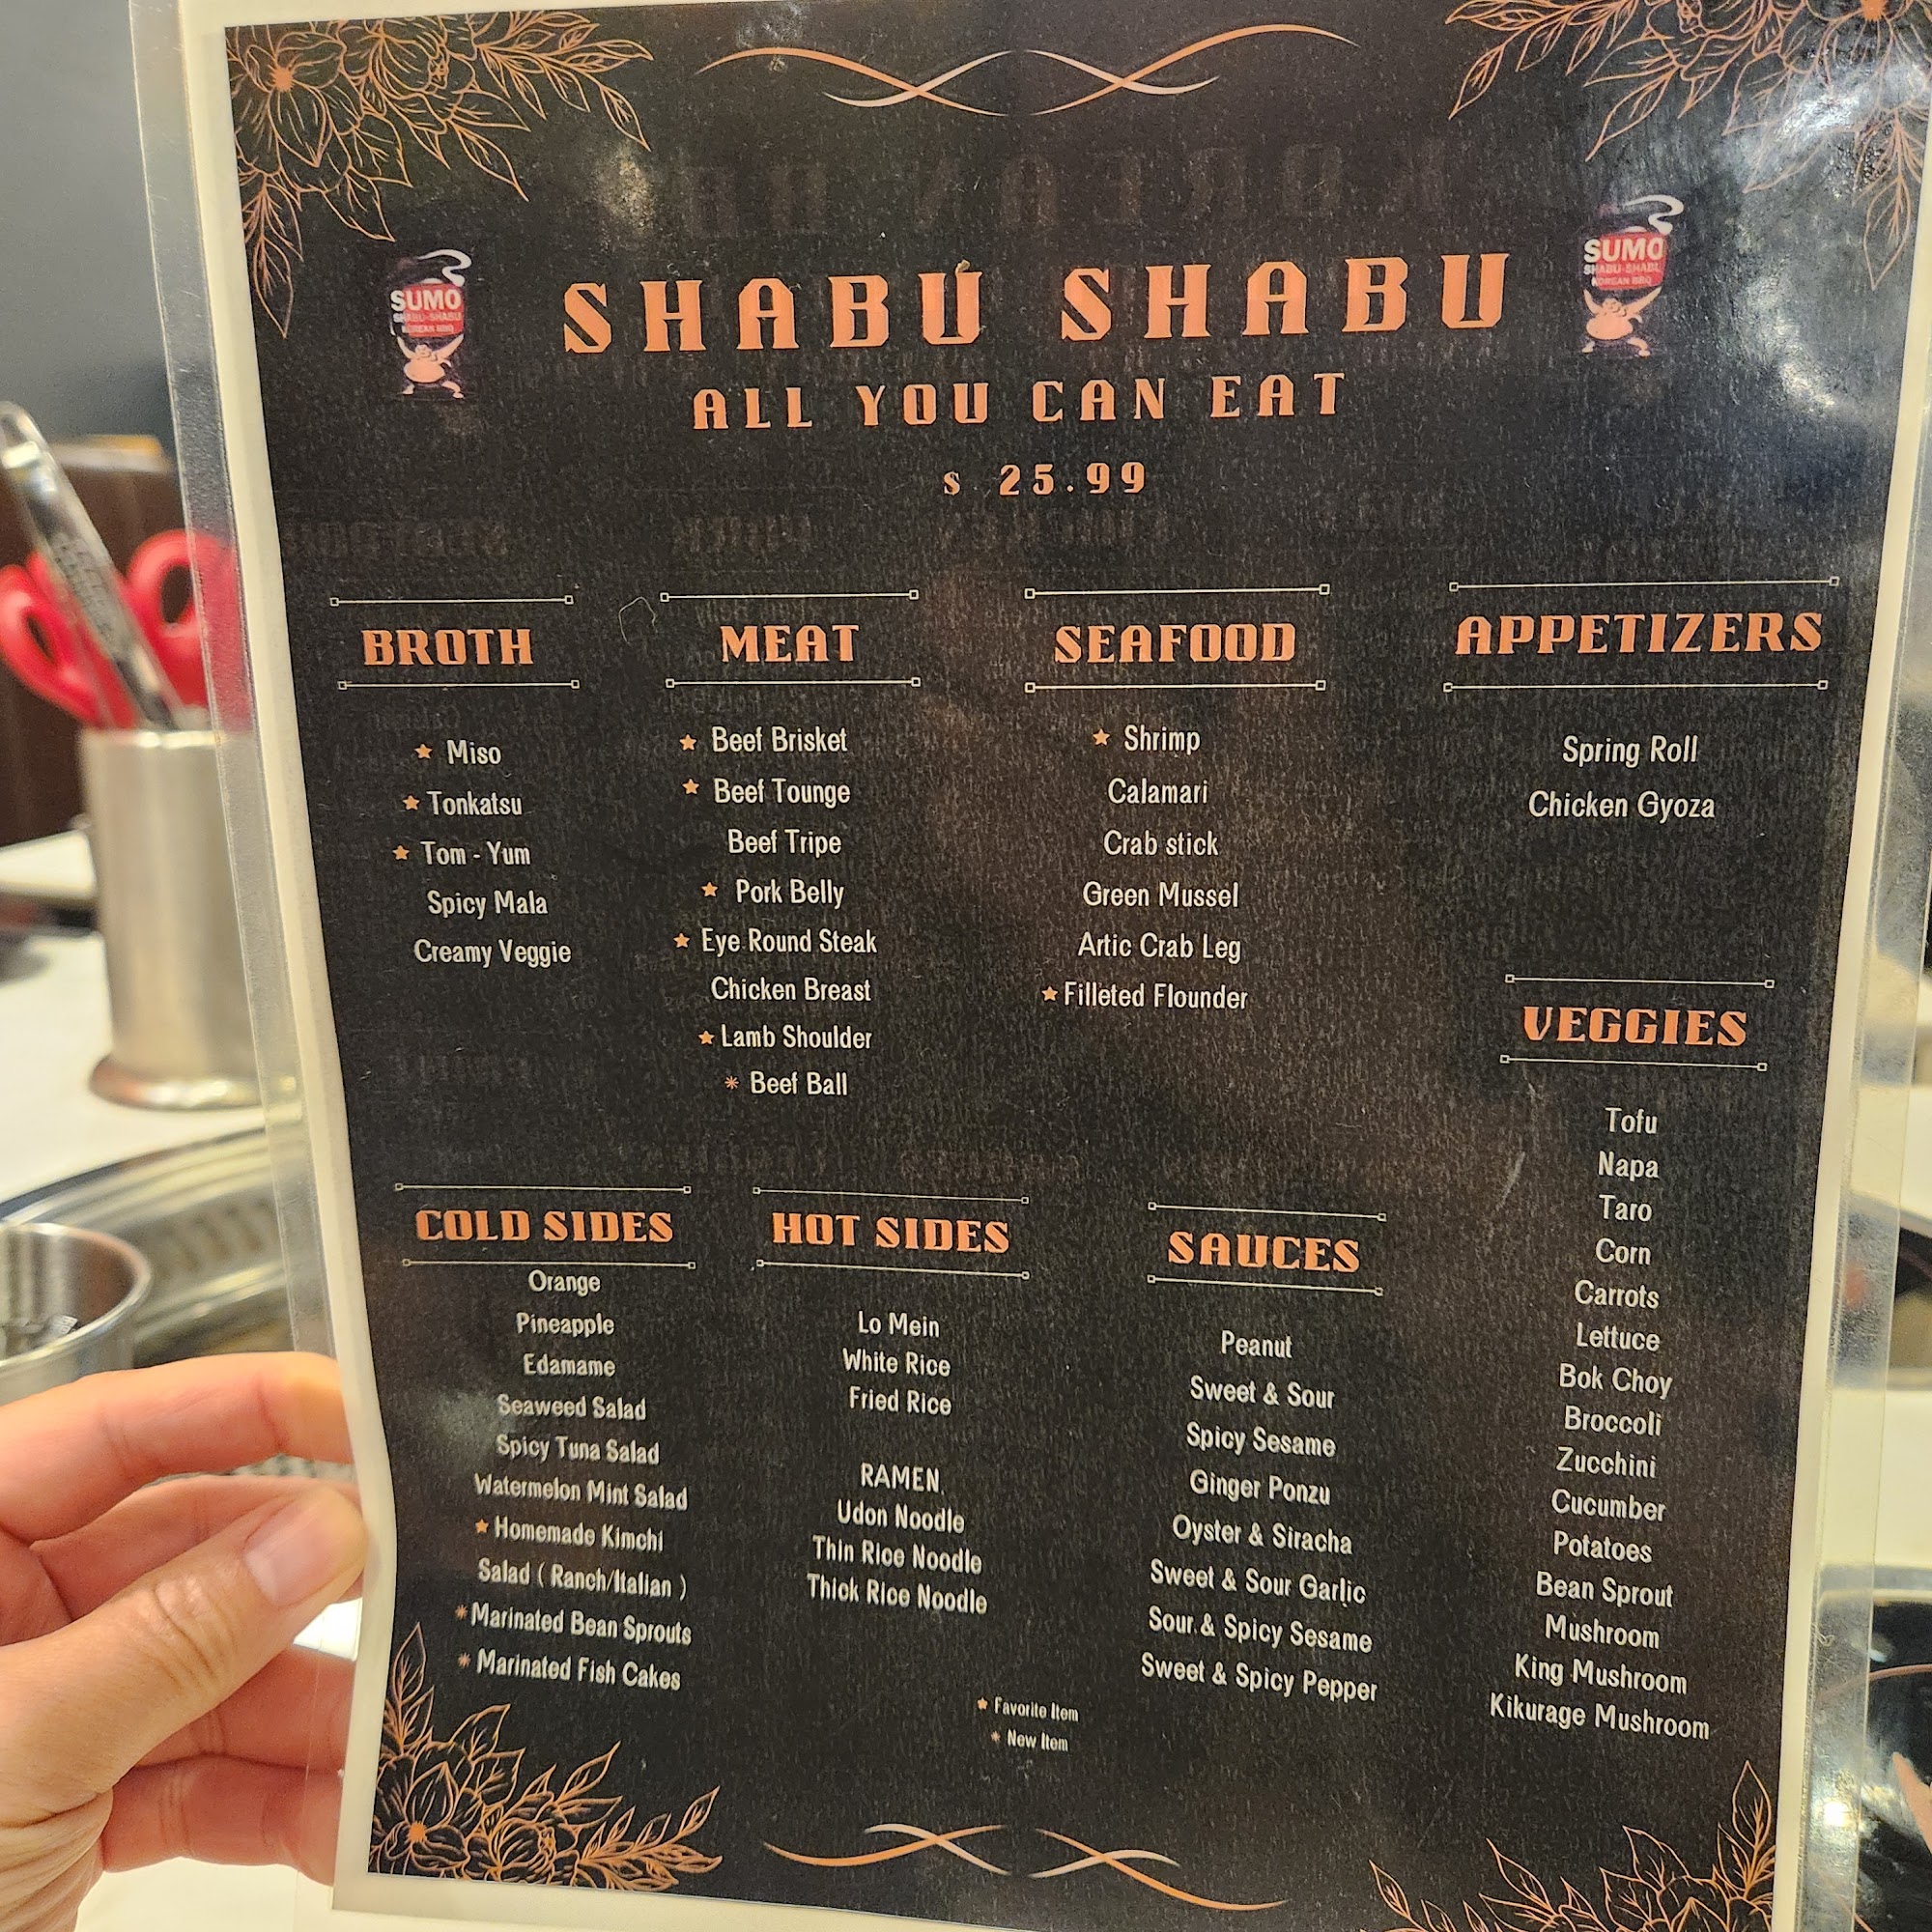 SUMO
SHABU-SHABU
KOREAN BBQ
SUMO
SHABU-SHABU
KOREAN BBQ
SHABU SHABU
ALL YOU CAN EAT
$ 25.99
BROTH
★ Miso
★ Tonkatsu
★ Tom - Yum
Spicy Mala
Creamy Veggie
MEAT
★ Beef Brisket
★ Beef Tounge
Beef Tripe
★ Pork Belly
★ Eye Round Steak
Chicken Breast
★ Lamb Shoulder
* Beef Ball
SEAFOOD
★ Shrimp
Calamari
Crab stick
Green Mussel
Artic Crab Leg
★ Filleted Flounder
APPETIZERS
Spring Roll
Chicken Gyoza
VEGGIES
Tofu
Napa
Taro
Corn
Carrots
Lettuce
Bok Choy
Broccoli
Zucchini
Cucumber
Potatoes
Bean Sprout
Mushroom
King Mushroom
Kikurage Mushroom
COLD SIDES
Orange
Pineapple
Edamame
Seaweed Salad
Spicy Tuna Salad
Watermelon Mint Salad
★ Homemade Kimchi
Salad ( Ranch/Italian )
* Marinated Bean Sprouts
* Marinated Fish Cakes
HOT SIDES
Lo Mein
White Rice
Fried Rice
RAMEN
Udon Noodle
Thin Rice Noodle
Thick Rice Noodle
SAUCES
Peanut
Sweet & Sour
Spicy Sesame
Ginger Ponzu
Oyster & Siracha
Sweet & Sour Garlic
Sour & Spicy Sesame
Sweet & Spicy Pepper
★ Favorite Item
* New Item